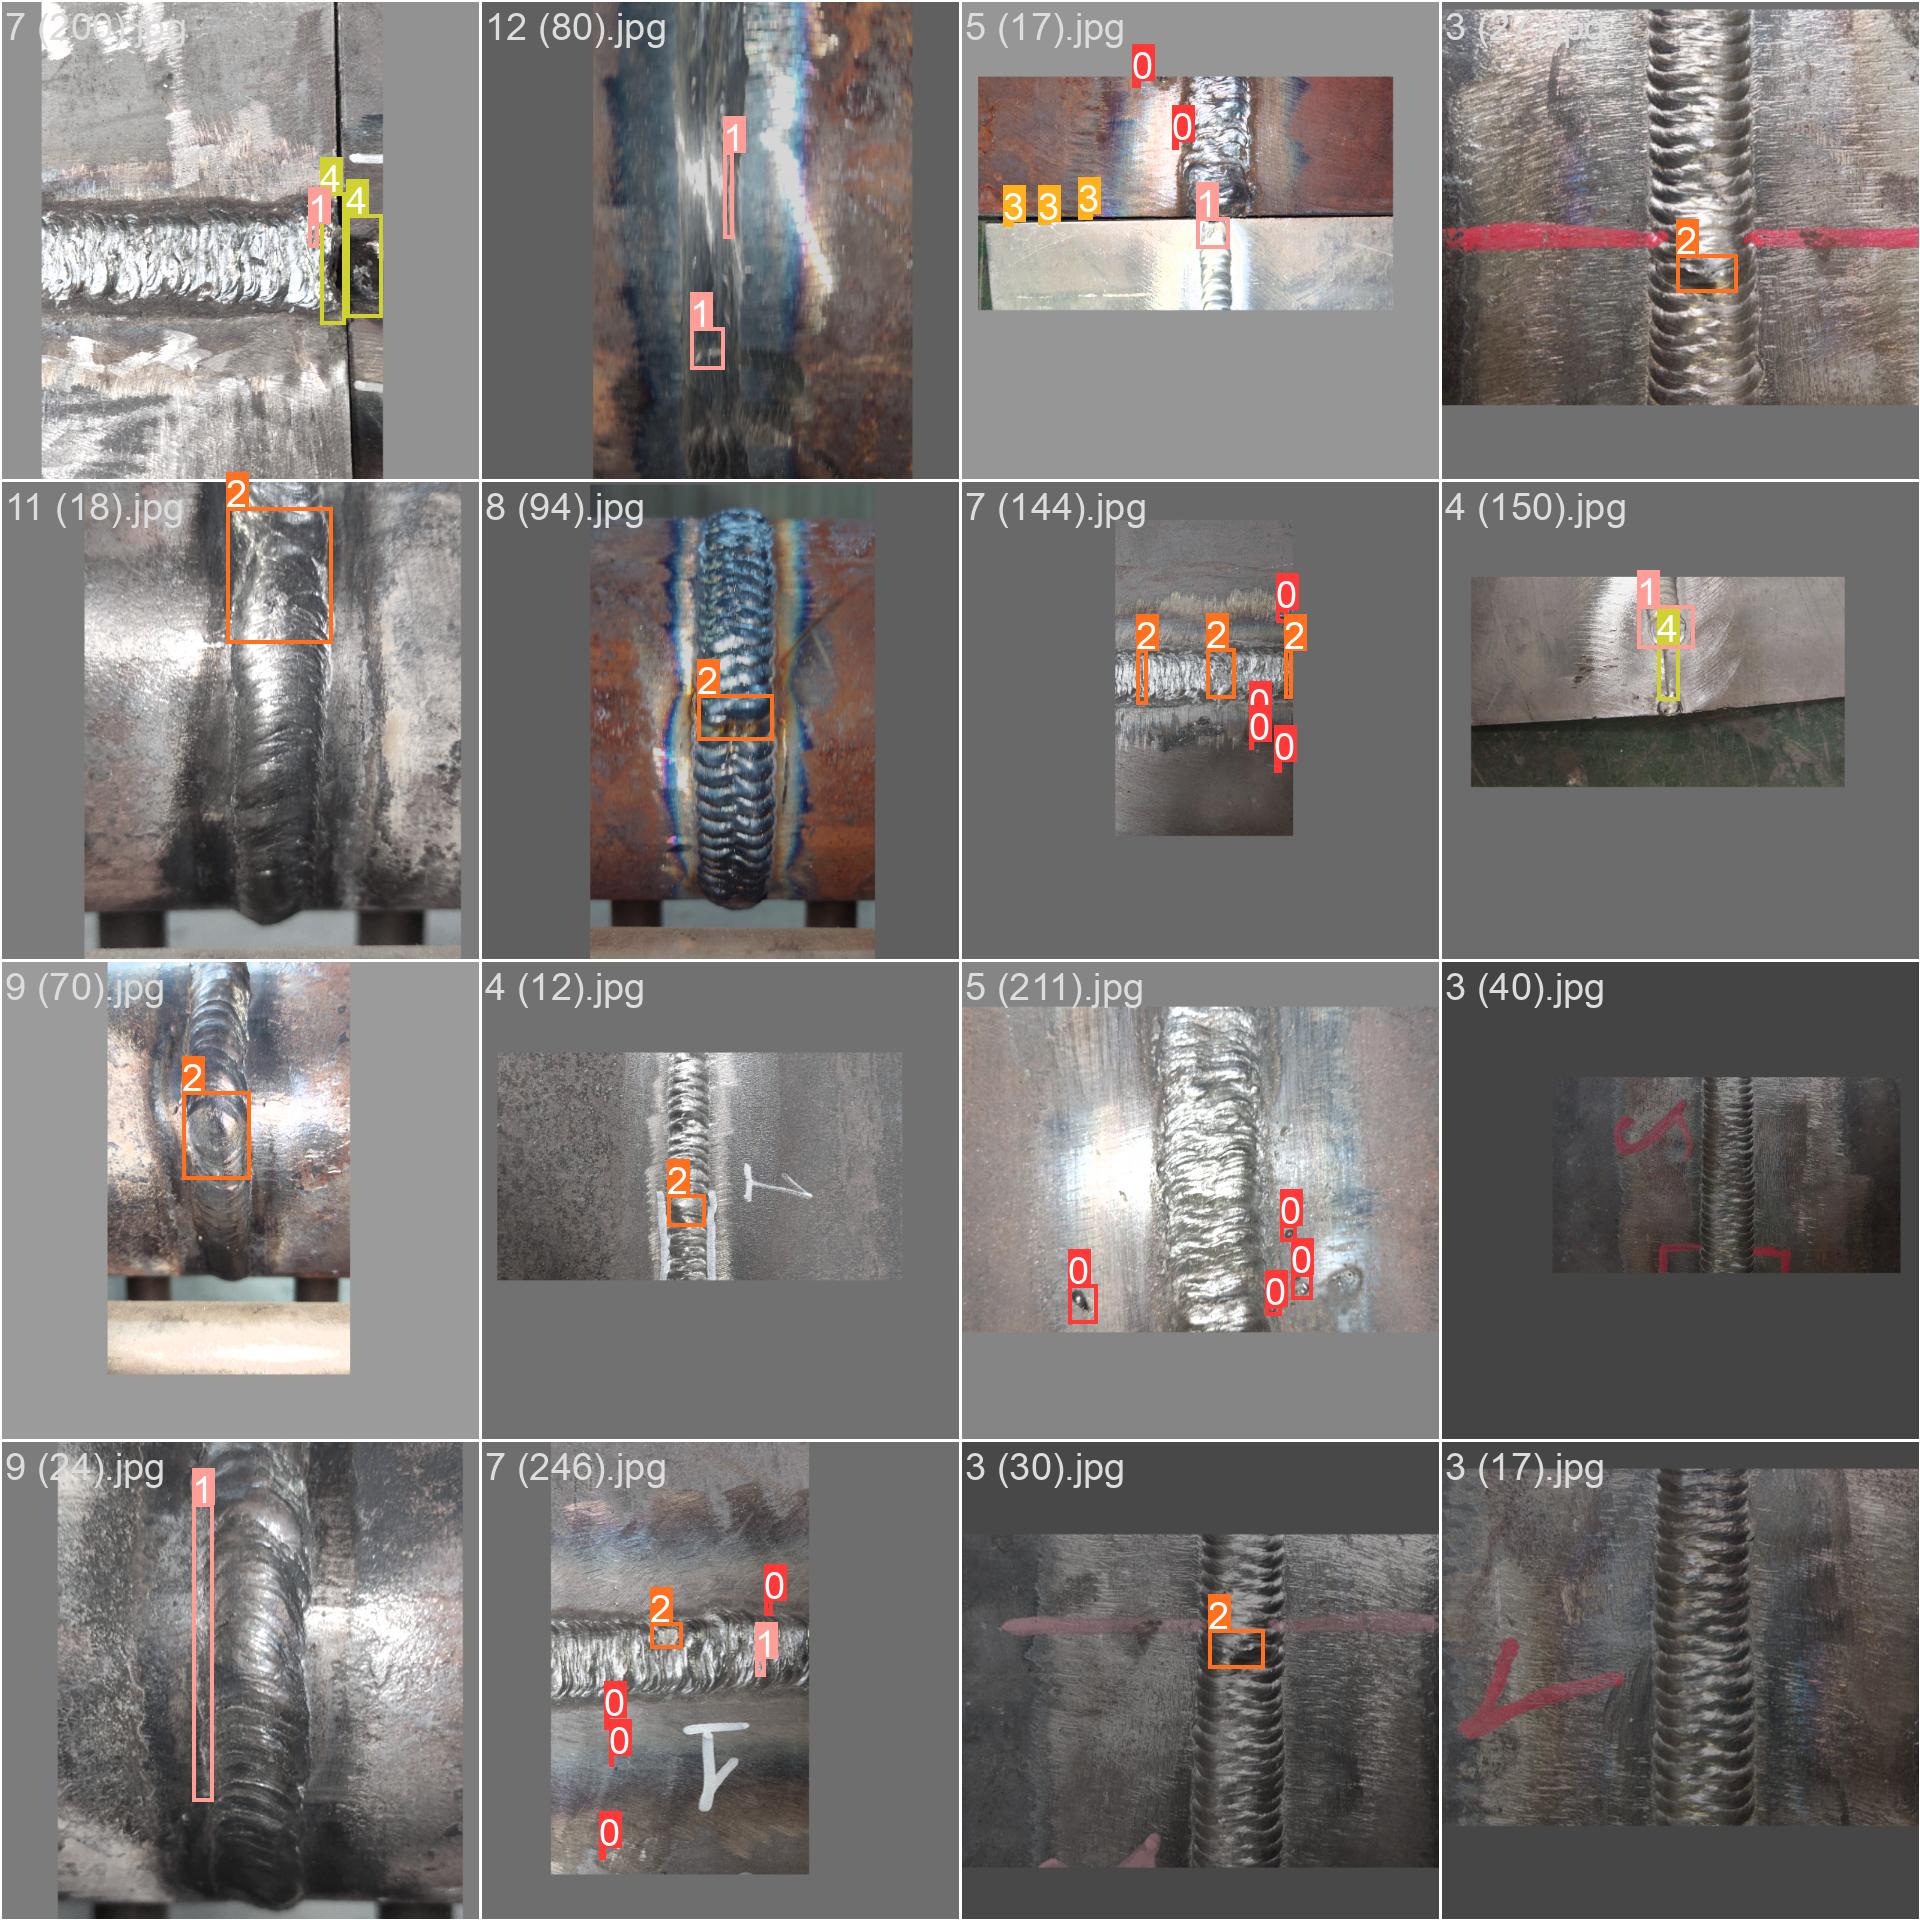 7 (200).jpg
12 (80).jpg
5 (17).jpg
3 (27).jpg
4
4
1
1
1
0
0
3
3
3
1
2
11 (18).jpg
8 (94).jpg
7 (144).jpg
4 (150).jpg
2
2
0
2
2
2
0
0
0
1
4
9 (70).jpg
4 (12).jpg
5 (211).jpg
3 (40).jpg
2
2
0
0
0
0
9 (24).jpg
7 (246).jpg
3 (30).jpg
3 (17).jpg
1
0
2
1
0
0
0
2